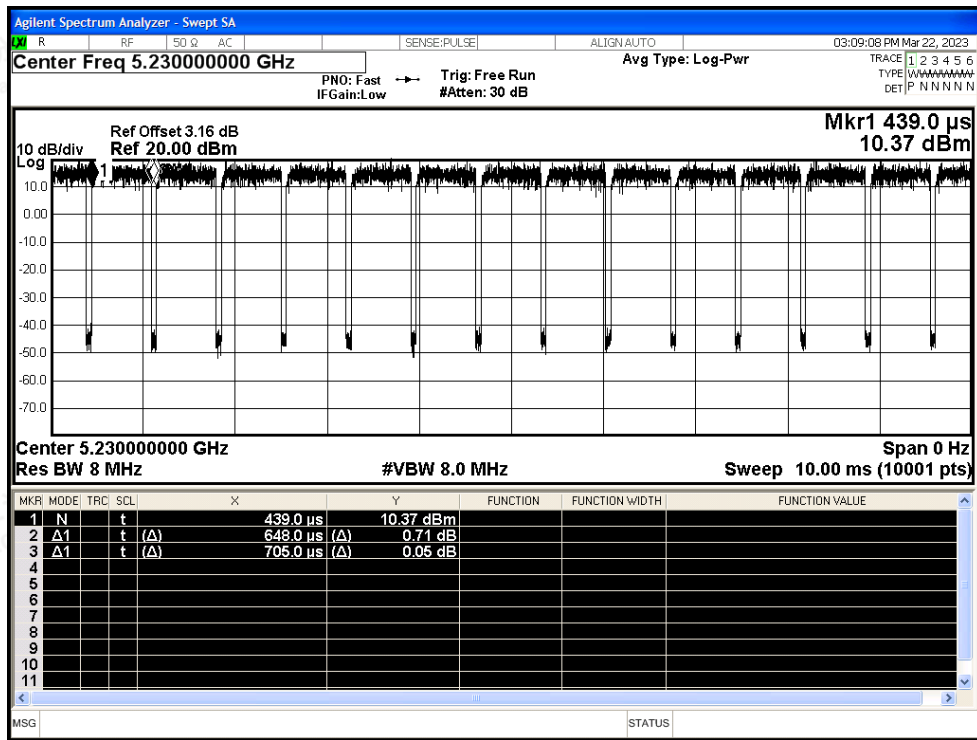 Agilent Spectrum Analyzer - Swept SA
LXI R RF 50 Ω AC SENSE:PULSE ALIGN AUTO 03:09:08 PM Mar 22, 2023
Center Freq 5.230000000 GHz
PNO: Fast
IFGain:Low
Trig: Free Run
#Atten: 30 dB
Avg Type: Log-Pwr
TRACE 1 2 3 4 5 6
TYPE WWWWWWW
DET P N N N N N
Ref Offset 3.16 dB
10 dB/div Ref 20.00 dBm
Log
Mkr1 439.0 µs
10.37 dBm
1
10.0
0.00
-10.0
-20.0
-30.0
-40.0
-50.0
-60.0
-70.0
Center 5.230000000 GHz Span 0 Hz
Res BW 8 MHz #VBW 8.0 MHz Sweep 10.00 ms (10001 pts)
MKR MODE TRC SCL X Y FUNCTION FUNCTION WIDTH FUNCTION VALUE
1 N t 439.0 µs 10.37 dBm
2 Δ1 t (Δ) 648.0 µs (Δ) 0.71 dB
3 Δ1 t (Δ) 705.0 µs (Δ) 0.05 dB
4
5
6
7
8
9
10
11
MSG STATUS